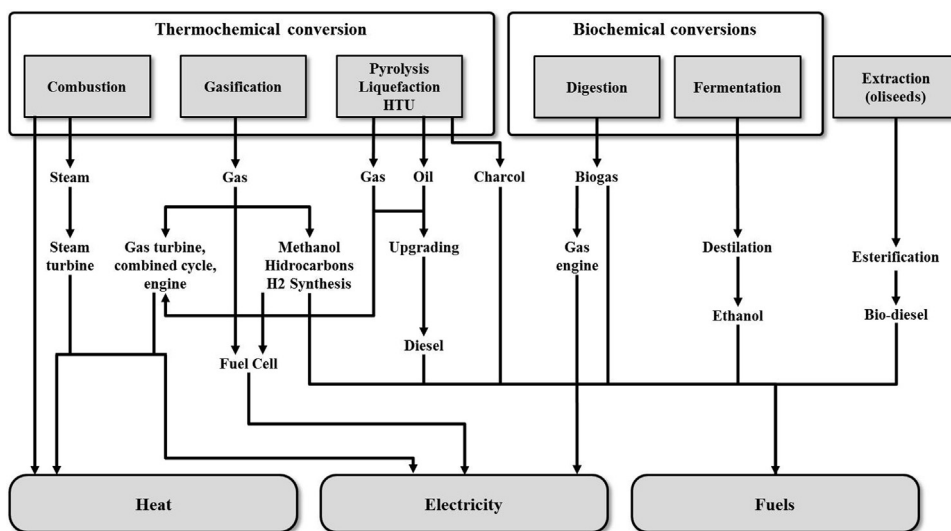 Thermochemical conversion
Biochemical conversions
Combustion
Gasification
Pyrolysis
Liquefaction
HTU
Digestion
Fermentation
Extraction
(oliseeds)
Steam
Gas
Gas
Oil
Charcol
Biogas
Steam
turbine
Gas turbine,
combined cycle,
engine
Methanol
Hidrocarbons
H2 Synthesis
Upgrading
Gas
engine
Destilation
Esterification
Ethanol
Bio-diesel
Diesel
Fuel Cell
Heat
Electricity
Fuels